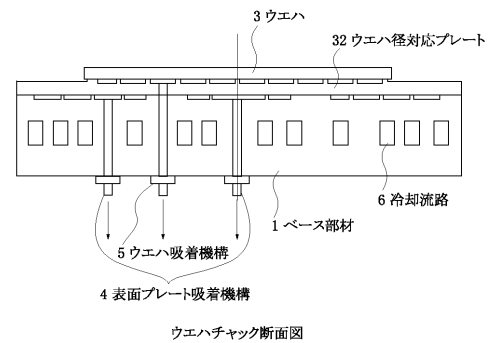 3 ウエハ
32 ウエハ径対応プレート
6 冷却流路
1 ベース部材
5 ウエハ吸着機構
4 表面プレート吸着機構
ウエハチャック断面図